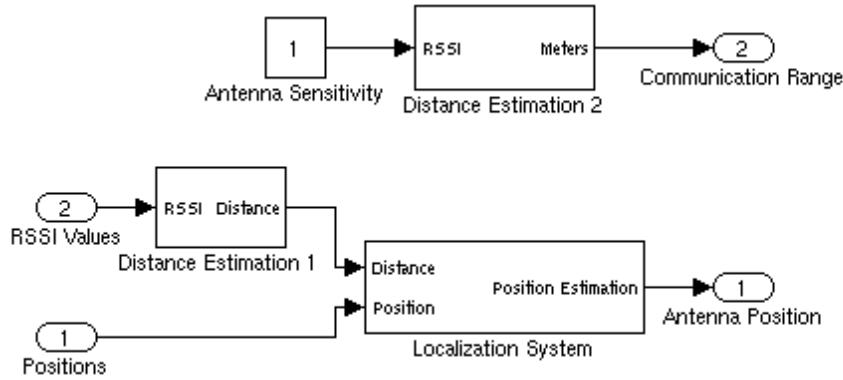 1
RSSI Meters
2
Antenna Sensitivity
Distance Estimation 2
Communication Range
2
RSSI Distance
RSSI Values
Distance Estimation 1
Distance
Position
Position Estimation
1
Antenna Position
1
Positions
Localization System